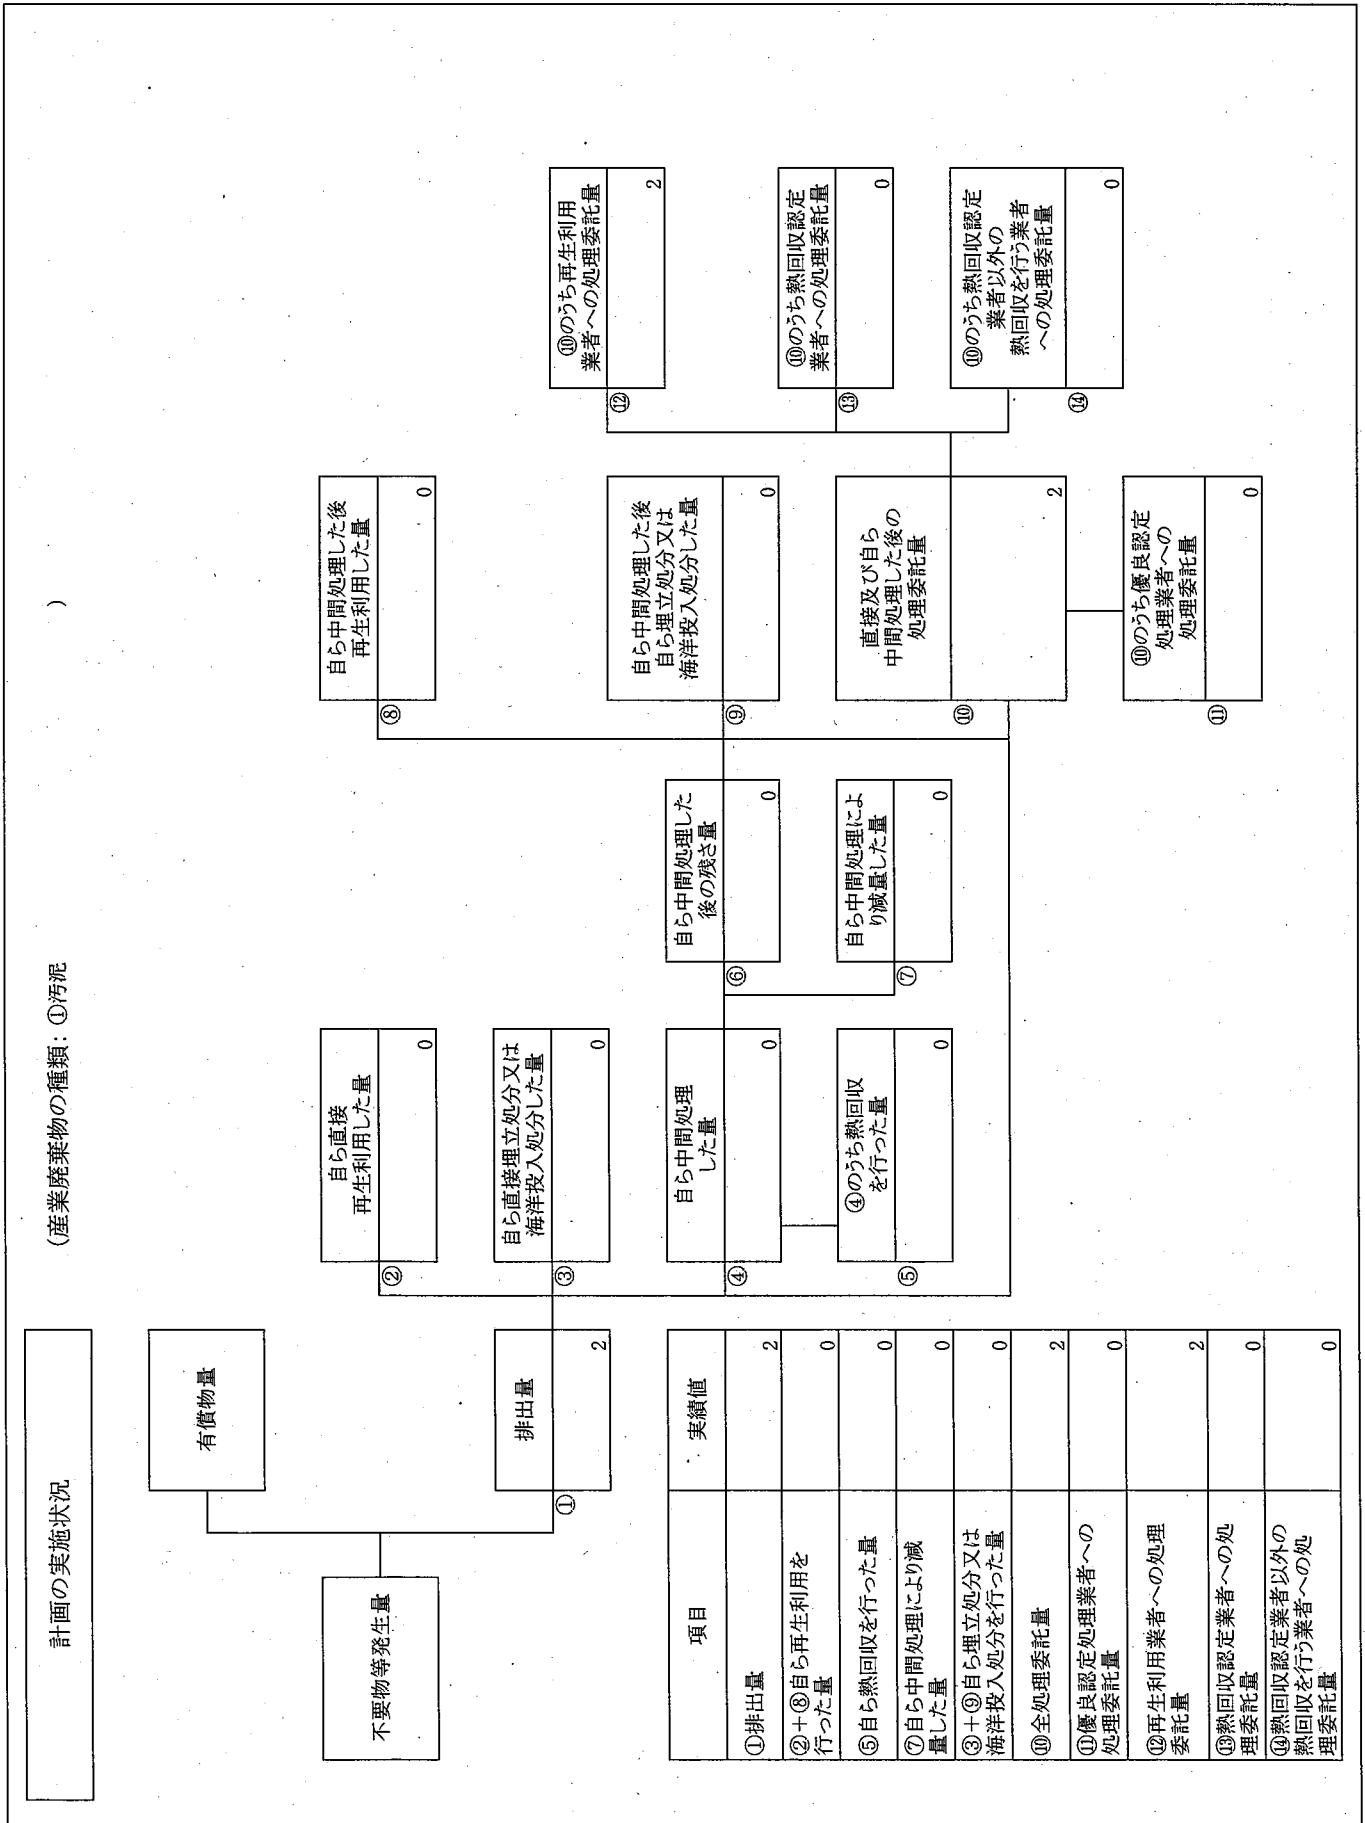 計画の実施状況
(産業廃棄物の種類：①汚泥 )
不要物等発生量
有償物量
①
排出量
2
②
自ら直接
再生利用した量
0
③
自ら直接埋立処分又は
海洋投入処分した量
0
④
自ら中間処理
した量
0
⑤
④のうち熱回収
を行った量
0
⑥
自ら中間処理した
後の残さ量
0
⑦
自ら中間処理によ
り減量した量
0
⑧
自ら中間処理した後
再生利用した量
0
⑨
自ら中間処理した後
自ら埋立処分又は
海洋投入処分した量
0
⑩
直接及び自ら
中間処理した後の
処理委託量
2
⑪
⑩のうち優良認定
処理業者への
処理委託量
0
⑫
⑩のうち再生利用
業者への処理委託量
2
⑬
⑩のうち熱回収認定
業者への処理委託量
0
⑭
⑩のうち熱回収認定
業者以外の
熱回収を行う業者
への処理委託量
0
項目 実績値
①排出量 2
②＋⑧自ら再生利用を
行った量 0
⑤自ら熱回収を行った量 0
⑦自ら中間処理により減
量した量 0
③＋⑨自ら埋立処分又は
海洋投入処分を行った量 0
⑩全処理委託量 2
⑪優良認定処理業者への
処理委託量 0
⑫再生利用業者への処理
委託量 2
⑬熱回収認定業者への処
理委託量 0
⑭熱回収認定業者以外の
熱回収を行う業者への処
理委託量 0